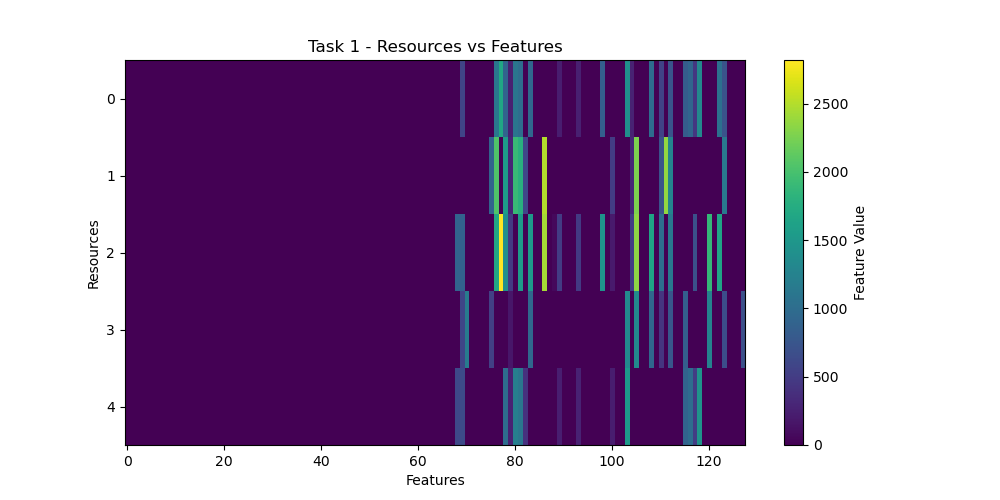 Task 1 - Resources vs Features
Resources
0
1
2
3
4
0 20 40 60 80 100 120
Features
2500
2000
1500
1000
500
0
Feature Value